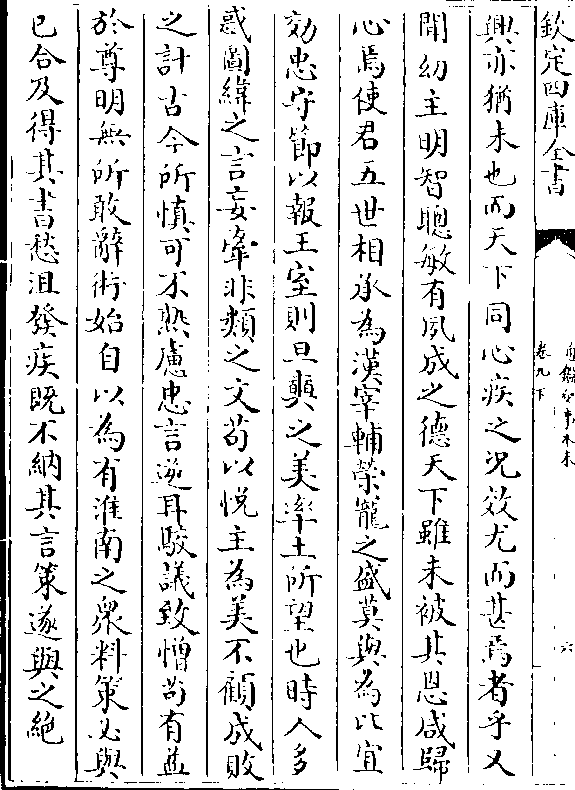 欽定四庫全書
通鑑紀事本末
卷九下
六
興亦猶未也而天下同心疾之况效尤而甚焉者乎又
聞幼主明智聰敏有夙成之德天下雖未被其恩咸歸
心焉使君五世相承為漢宰輔榮寵之盛莫與為比宜
効忠守節以報王室則旦奭之美率土所望也時人多
惑圖緯之言妄牽非類之文苟以悦主為美不顧成敗
之計古今所慎可不熟慮忠言逆耳駮議致憎苟有益
於尊明無所敢辭術始自以為有淮南之衆料策必與
已合及得其書愁沮發疾既不納其言策遂與之絶